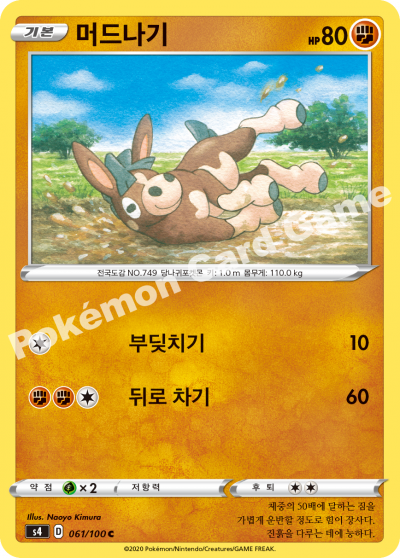 기본 머드나기 HP 80
전국도감 NO.749 당나귀포켓몬 키: 1.0 m 몸무게: 110.0 kg
Pokémon Card Game
부딪치기 10
뒤로 차기 60
약점 ×2 저항력 후퇴
Illus. Naoyo Kimura
s4 D 061/100 C
체중의 50배에 달하는 짐을
가볍게 운반할 정도로 힘이 장사다.
진흙을 다루는 데에 능하다.
©2020 Pokémon/Nintendo/Creatures/GAME FREAK.